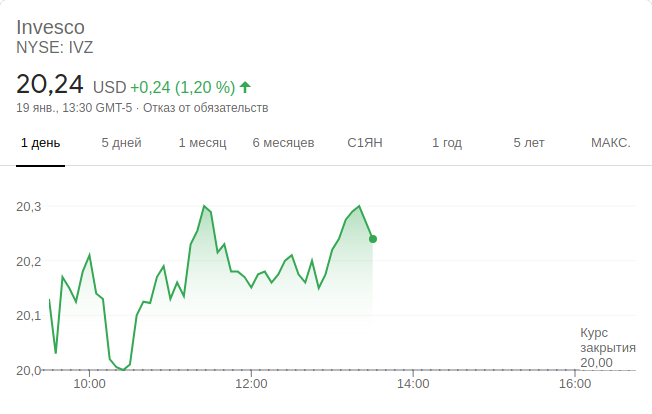 Invesco
NYSE: IVZ
20,24 USD +0,24 (1,20 %)
19 янв., 13:30 GMT-5 · Отказ от обязательств
1 день 5 дней 1 месяц 6 месяцев С1ЯН 1 год 5 лет МАКС.
20,3
20,2
20,1
Курс
закрытия
20,00
20,0
10:00 12:00 14:00 16:00